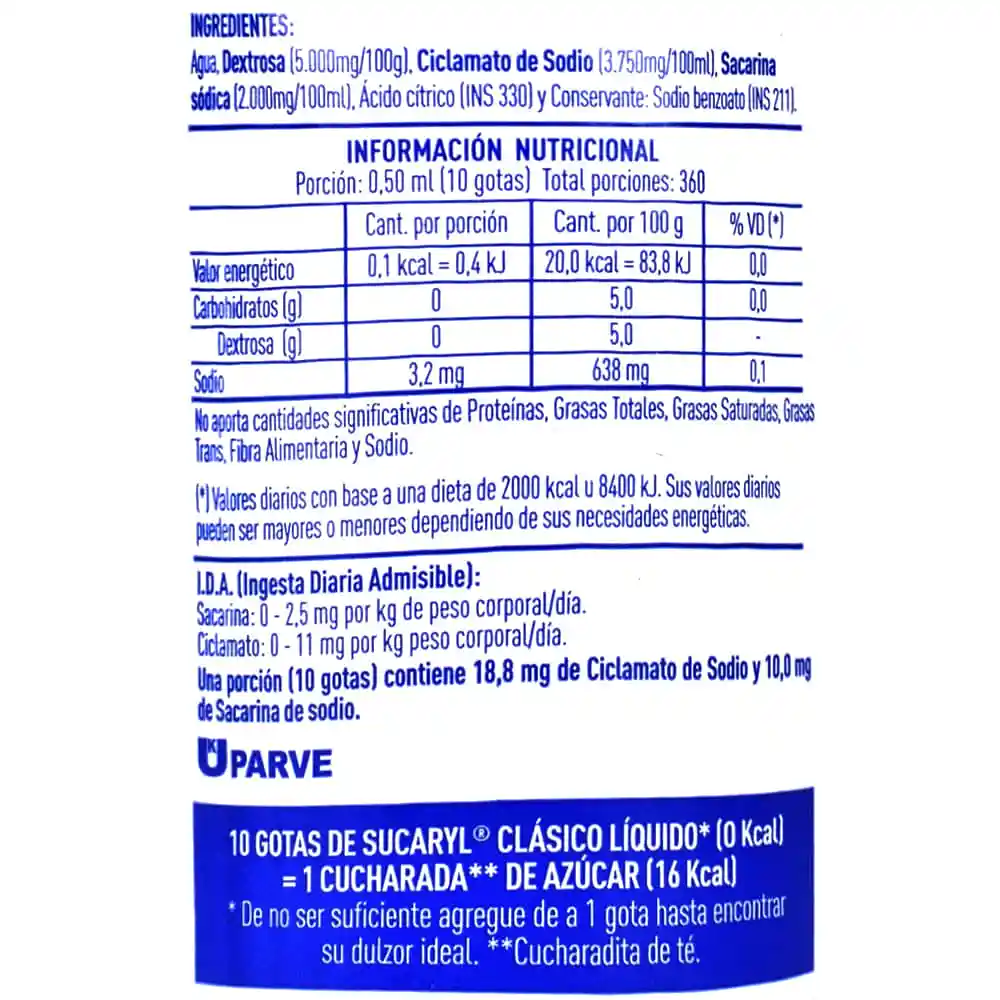 INGREDIENTES:
Agua, Dextrosa (5.000mg/100g), Ciclamato de Sodio (3.750mg/100ml), Sacarina
sódica (2.000mg/100ml), Ácido cítrico (INS 330) y Conservante: Sodio benzoato (INS 211).
INFORMACIÓN NUTRICIONAL
Porción: 0,50 ml (10 gotas) Total porciones: 360
Cant. por porción Cant. por 100 g % VD (*)
Valor energético 0,1 kcal = 0,4 kJ 20,0 kcal = 83,8 kJ 0,0
Carbohidratos (g) 0 5,0 0,0
Dextrosa (g) 0 5,0 -
Sodio 3,2 mg 638 mg 0,1
No aporta cantidades significativas de Proteínas, Grasas Totales, Grasas Saturadas, Grasas
Trans, Fibra Alimentaria y Sodio.
(*) Valores diarios con base a una dieta de 2000 kcal u 8400 kJ. Sus valores diarios
pueden ser mayores o menores dependiendo de sus necesidades energéticas.
I.D.A. (Ingesta Diaria Admisible):
Sacarina: 0 - 2,5 mg por kg de peso corporal/día.
Ciclamato: 0 - 11 mg por kg peso corporal/día.
Una porción (10 gotas) contiene 18,8 mg de Ciclamato de Sodio y 10,0 mg
de Sacarina de sodio.
UK PARVE
10 GOTAS DE SUCARYL® CLÁSICO LÍQUIDO* (0 Kcal)
= 1 CUCHARADA** DE AZÚCAR (16 Kcal)
* De no ser suficiente agregue de a 1 gota hasta encontrar
su dulzor ideal. **Cucharadita de té.